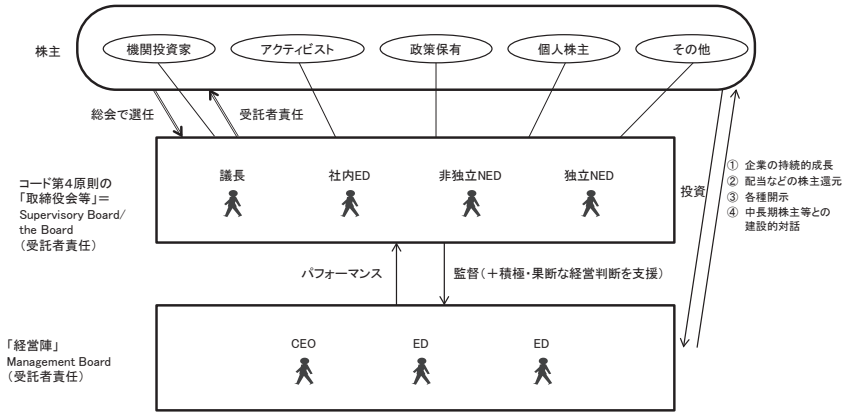 株主
機関投資家
アクティビスト
政策保有
個人株主
その他
総会で選任
受託者責任
コード第4原則の
「取締役会等」=
Supervisory Board/
the Board
(受託者責任)
議長
社内ED
非独立NED
独立NED
投資
① 企業の持続的成長
② 配当などの株主還元
③ 各種開示
④ 中長期株主等との
建設的対話
パフォーマンス
監督(+積極・果断な経営判断を支援)
「経営陣」
Management Board
(受託者責任)
CEO
ED
ED